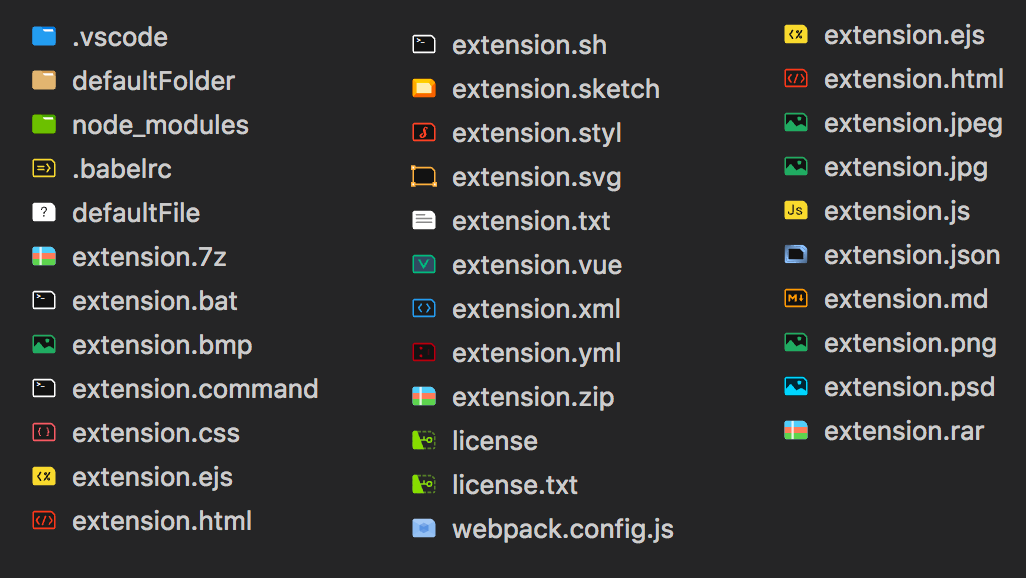 .vscode
defaultFolder
node_modules
.babelrc
defaultFile
extension.7z
extension.bat
extension.bmp
extension.command
extension.css
extension.ejs
extension.html
extension.sh
extension.sketch
extension.styl
extension.svg
extension.txt
extension.vue
extension.xml
extension.yml
extension.zip
license
license.txt
webpack.config.js
extension.ejs
extension.html
extension.jpeg
extension.jpg
Js extension.js
extension.json
M extension.md
extension.png
extension.psd
extension.rar